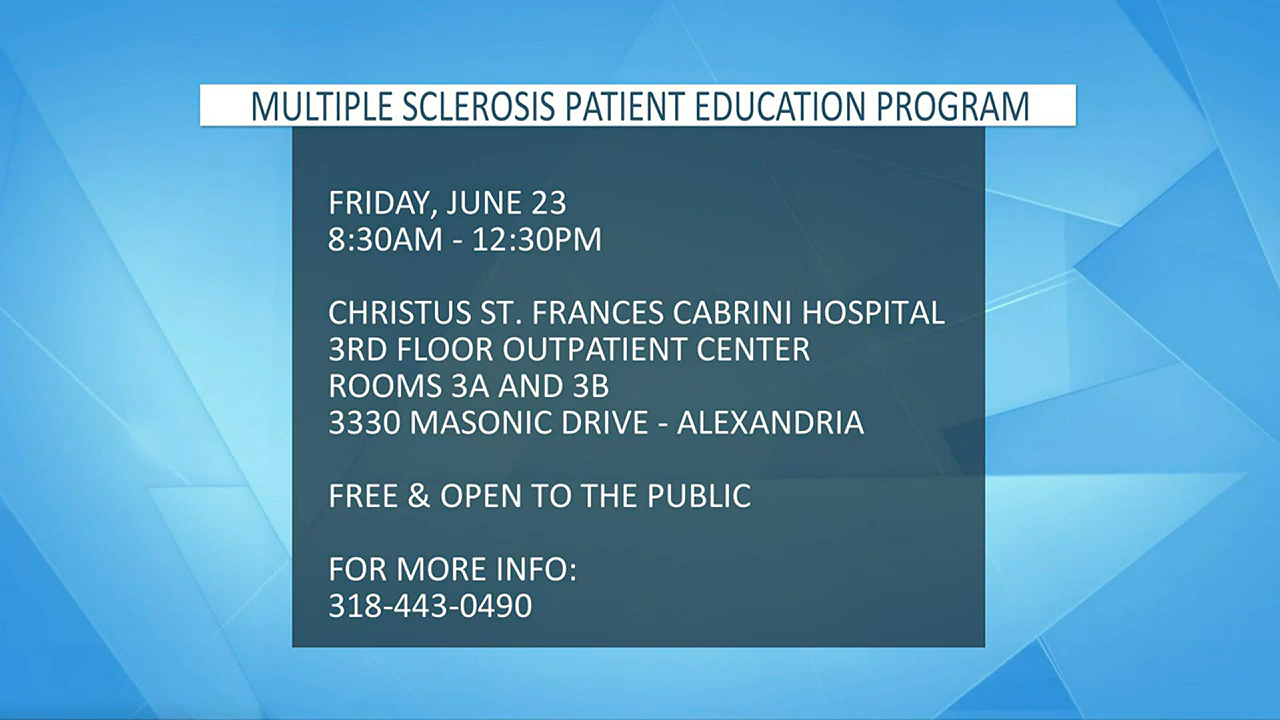 MULTIPLE SCLEROSIS PATIENT EDUCATION PROGRAM
FRIDAY, JUNE 23
8:30AM - 12:30PM
CHRISTUS ST. FRANCES CABRINI HOSPITAL
3RD FLOOR OUTPATIENT CENTER
ROOMS 3A AND 3B
3330 MASONIC DRIVE - ALEXANDRIA
FREE & OPEN TO THE PUBLIC
FOR MORE INFO:
318-443-0490